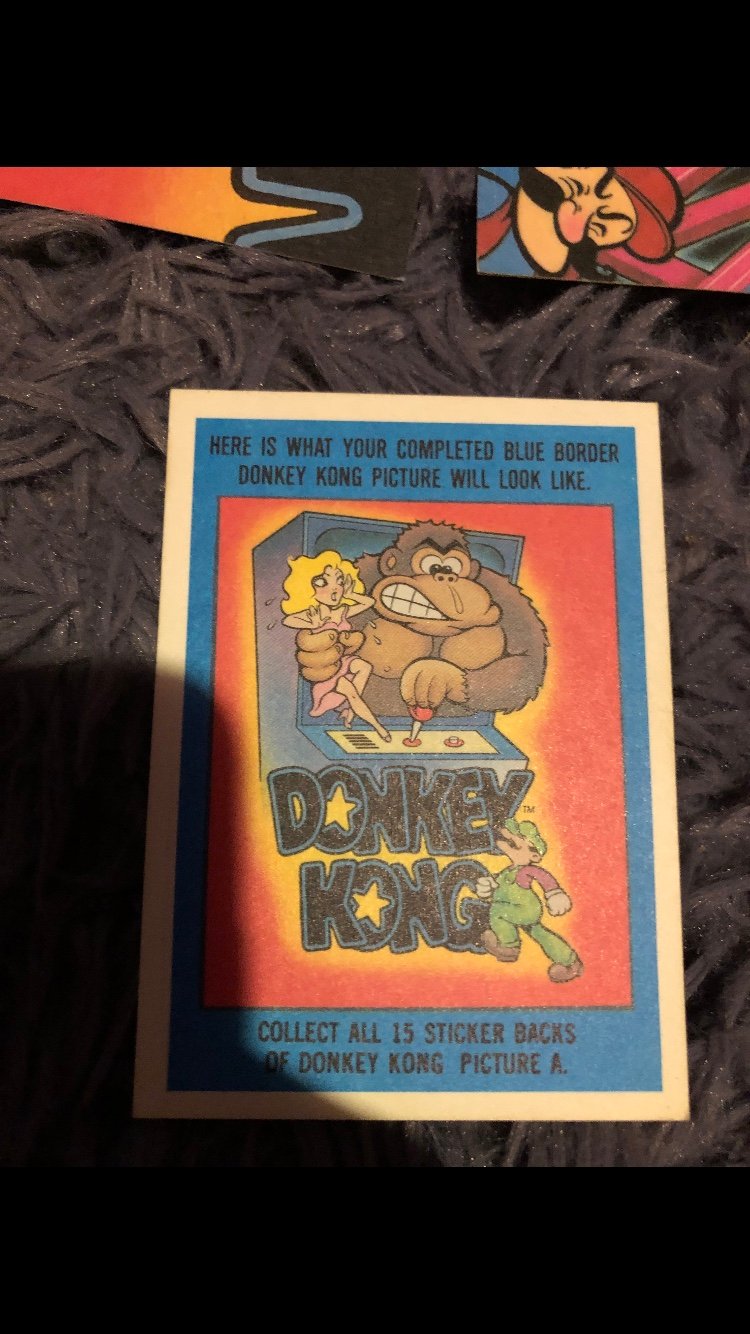 HERE IS WHAT YOUR COMPLETED BLUE BORDER
DONKEY KONG PICTURE WILL LOOK LIKE.
DONKEY™
KONG
COLLECT ALL 15 STICKER BACKS
OF DONKEY KONG PICTURE A.